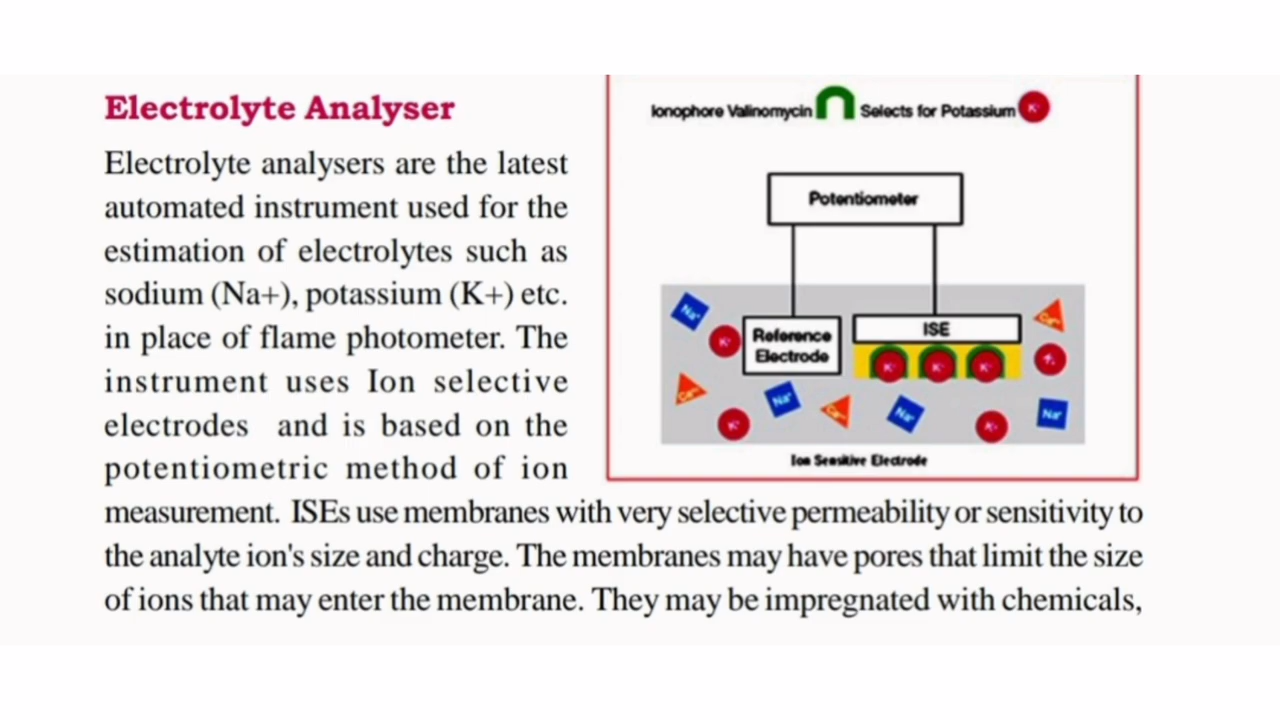 Electrolyte Analyser
Electrolyte analysers are the latest
automated instrument used for the
estimation of electrolytes such as
sodium (Na+), potassium (K+) etc.
in place of flame photometer. The
instrument uses Ion selective
electrodes and is based on the
potentiometric method of ion
measurement. ISEs use membranes with very selective permeability or sensitivity to
the analyte ion's size and charge. The membranes may have pores that limit the size
of ions that may enter the membrane. They may be impregnated with chemicals,
Ionophore Valinomycin Selects for Potassium K+
Potentiometer
Reference
Electrode
ISE
Na+
K+
K+
K+
K+
Na+
Na+
Na+
K+
K+
Ion Sensitive Electrode